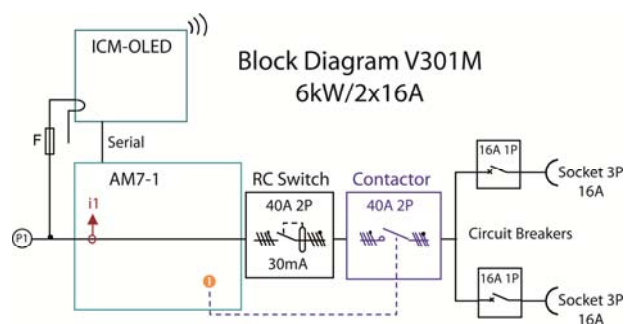 ICM-OLED
Block Diagram V301M
6kW/2x16A
F
Serial
AM7-1
RC Switch
Contactor
16A 1P
Socket 3P
16A
i1
40A 2P
40A 2P
P1
Circuit Breakers
30mA
1
16A 1P
Socket 3P
16A